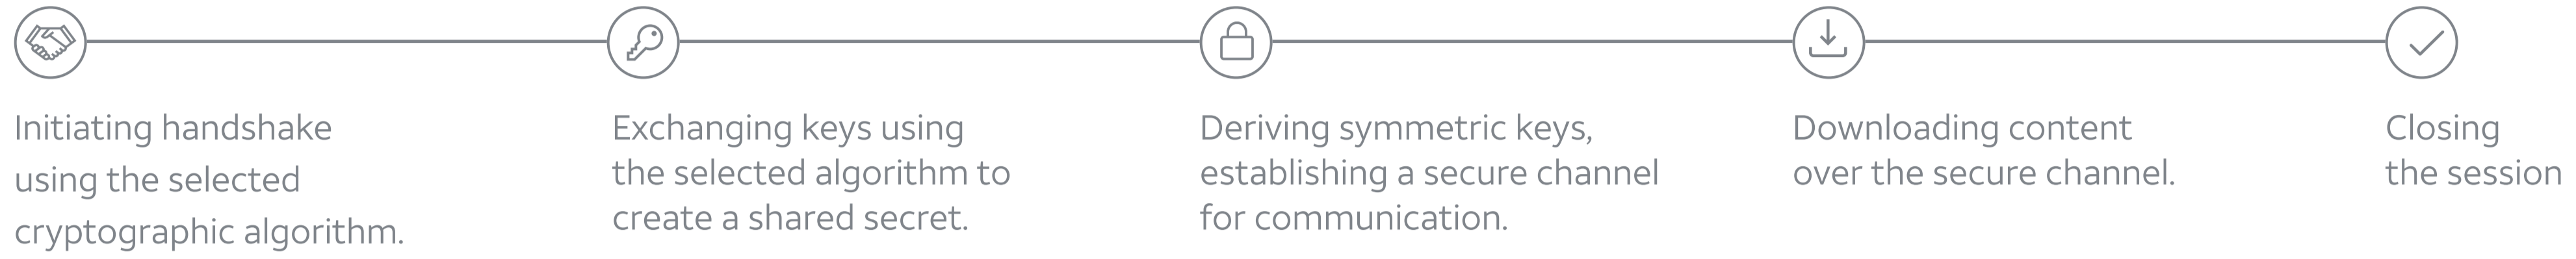 Initiating handshake
using the selected
cryptographic algorithm.
Exchanging keys using
the selected algorithm to
create a shared secret.
Deriving symmetric keys,
establishing a secure channel
for communication.
Downloading content
over the secure channel.
Closing
the session